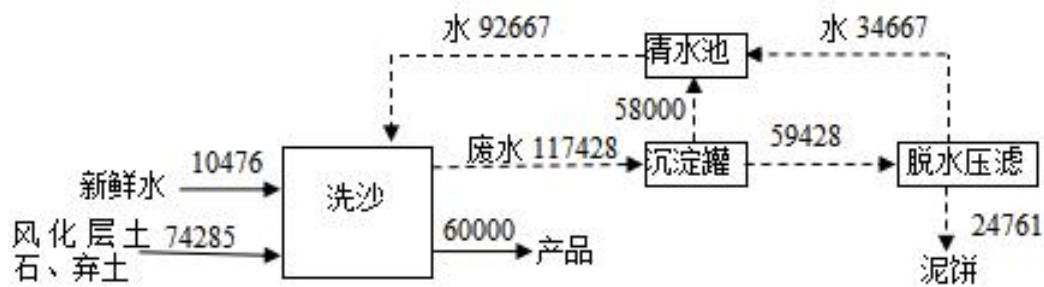 水 92667
水 34667
清水池
58000
废水 117428
59428
新鲜水
10476
洗沙
沉淀罐
脱水压滤
风化层土
石、弃土
74285
60000
产品
24761
泥饼